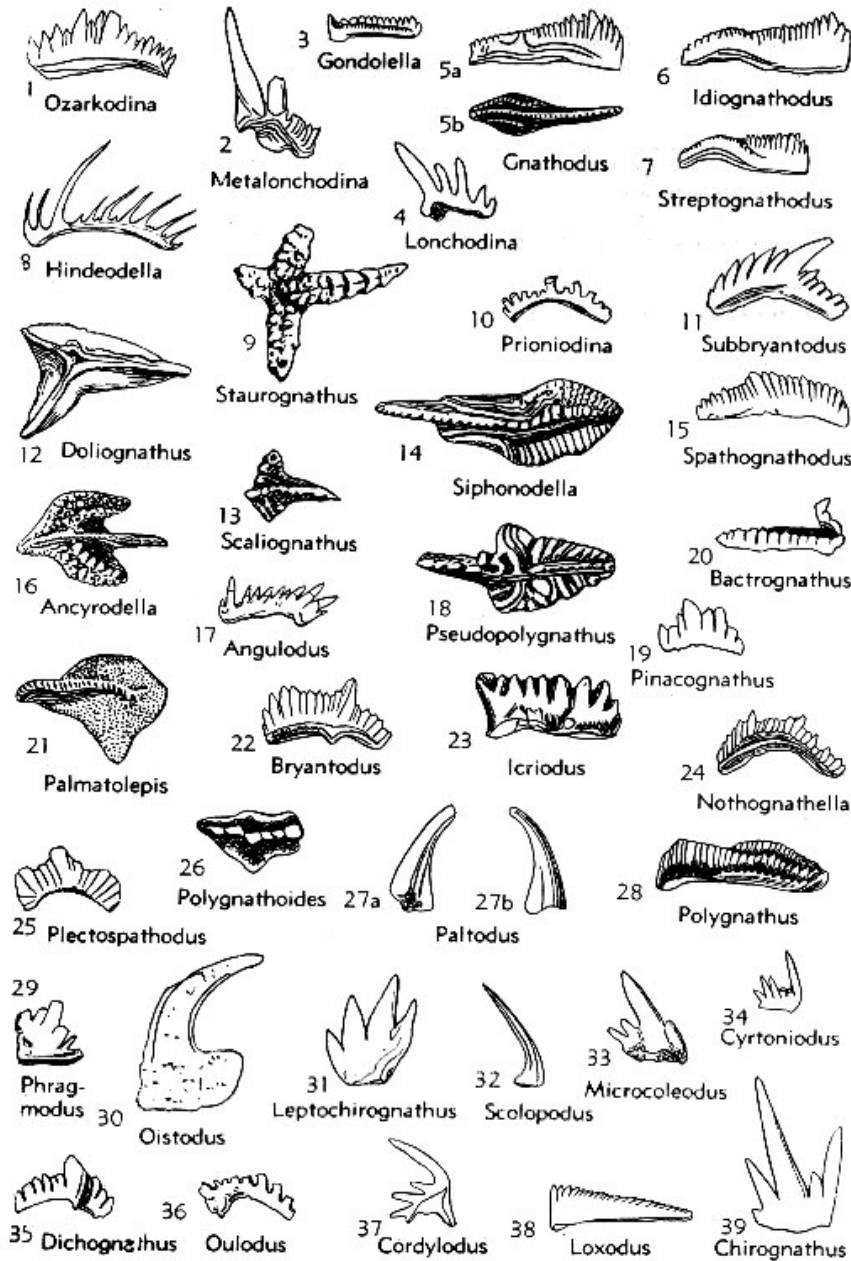 1
Ozarkodina
2
Metalonchodina
3
Gondolella
4
Lonchodina
5a
5b
Gnathodus
6
Idiognathodus
7
Streptognathodus
8
Hindeodella
9
Staurognathus
10
Prioniodina
11
Subbryantodus
12
Doliognathus
13
Scaliognathus
14
Siphonodella
15
Spathognathodus
16
Ancyrodella
17
Angulodus
18
Pseudopolygnathus
19
Pinacognathus
20
Bactrognathus
21
Palmatolepis
22
Bryantodus
23
Icriodus
24
Nothognathella
25
Plectospathodus
26
Polygnathoides
27a
27b
Paltodus
28
Polygnathus
29
Phrag-
modus
30
Oistodus
31
Leptochirognathus
32
Scolopodus
33
Microcoleodus
34
Cyrtoniodus
35
Dichognathus
36
Oulodus
37
Cordylodus
38
Loxodus
39
Chirognathus